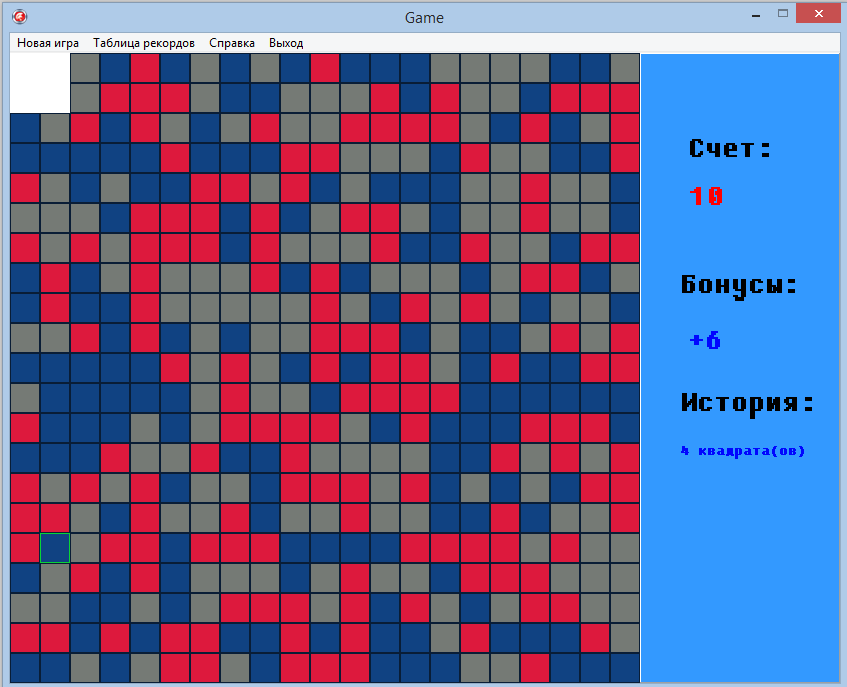 Game
Новая игра Таблица рекордов Справка Выход
Счет:
10
Бонусы:
+6
История:
4 квадрата(ов)